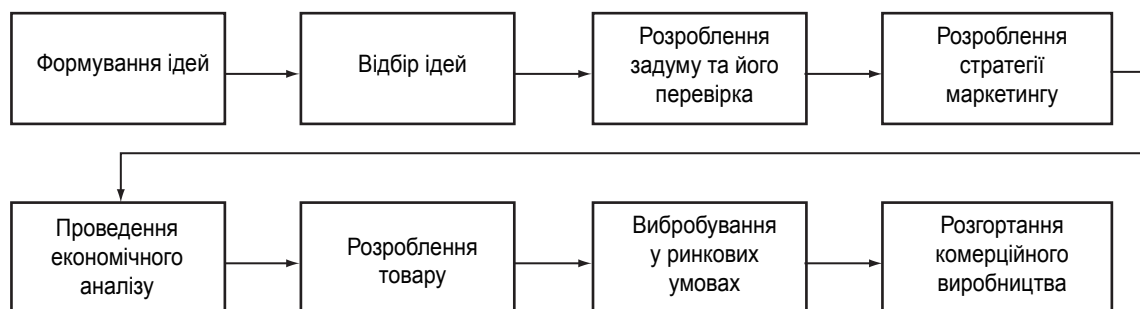 Формування ідей
Відбір ідей
Розроблення
задуму та його
перевірка
Розроблення
стратегії
маркетингу
Проведення
економічного
аналізу
Розроблення
товару
Вибробування
у ринкових
умовах
Розгортання
комерційного
виробництва